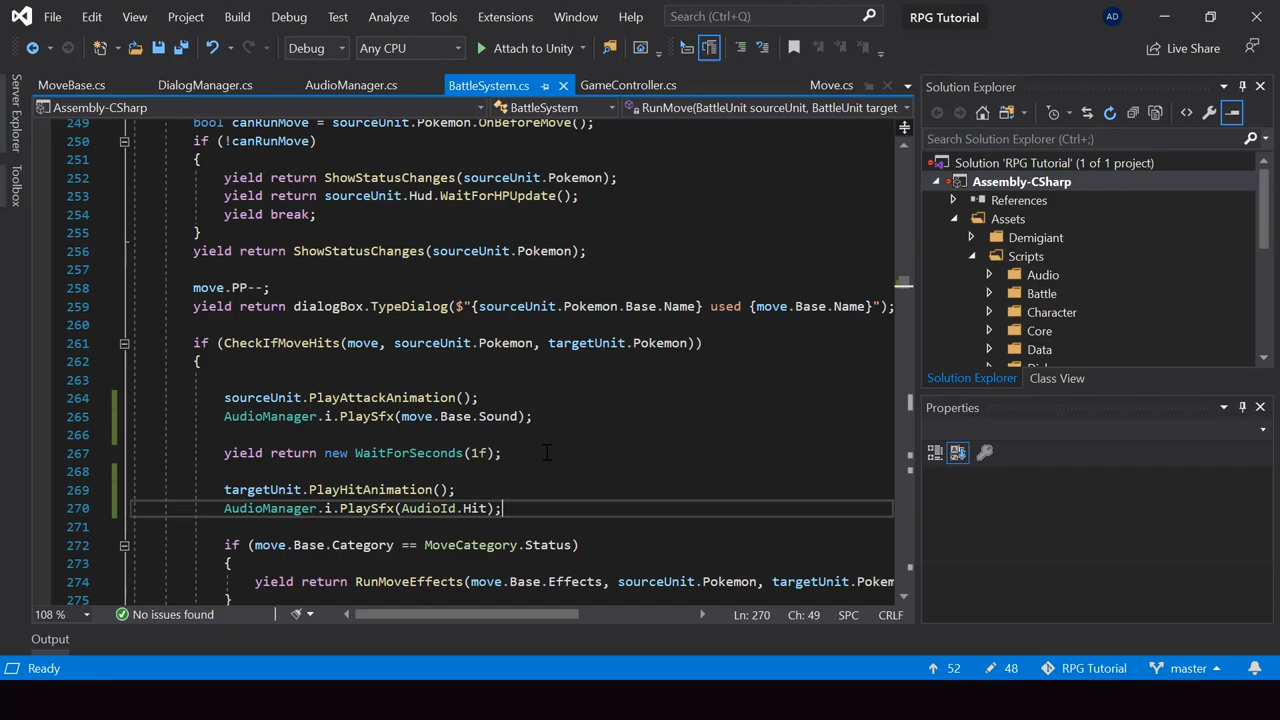 File Edit View Project Build Debug Test Analyze Tools Extensions Window Help Search (Ctrl+Q) RPG Tutorial AD
Debug Any CPU Attach to Unity Live Share
MoveBase.cs DialogManager.cs AudioManager.cs BattleSystem.cs GameController.cs Move.cs
Assembly-CSharp BattleSystem RunMove(BattleUnit sourceUnit, BattleUnit target
249 bool canRunMove = sourceUnit.Pokemon.OnBeforeMove();
250 if (!canRunMove)
251 {
252 yield return ShowStatusChanges(sourceUnit.Pokemon);
253 yield return sourceUnit.Hud.WaitForHPUpdate();
254 yield break;
255 }
256 yield return ShowStatusChanges(sourceUnit.Pokemon);
257
258 move.PP--;
259 yield return dialogBox.TypeDialog($"{sourceUnit.Pokemon.Base.Name} used {move.Base.Name}");
260
261 if (CheckIfMoveHits(move, sourceUnit.Pokemon, targetUnit.Pokemon))
262 {
263
264 sourceUnit.PlayAttackAnimation();
265 AudioManager.i.PlaySfx(move.Base.Sound);
266
267 yield return new WaitForSeconds(1f);
268
269 targetUnit.PlayHitAnimation();
270 AudioManager.i.PlaySfx(AudioId.Hit);
271
272 if (move.Base.Category == MoveCategory.Status)
273 {
274 yield return RunMoveEffects(move.Base.Effects, sourceUnit.Pokemon, targetUnit.Pokem
275 }
108 % No issues found Ln: 270 Ch: 49 SPC CRLF
Server Explorer
Toolbox
Solution Explorer
Search Solution Explorer (Ctrl+;)
Solution 'RPG Tutorial' (1 of 1 project)
Assembly-CSharp
References
Assets
Demigiant
Scripts
Audio
Battle
Character
Core
Data
Solution Explorer Class View
Properties
Output
Ready 52 48 RPG Tutorial master